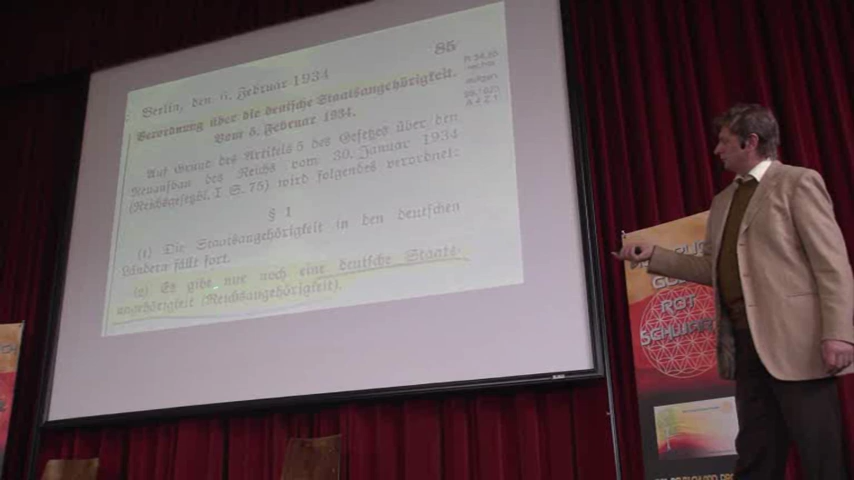 85
Berlin, den 6. Februar 1934
Verordnung über die deutsche Staatsangehörigkeit.
Vom 5. Februar 1934.
Auf Grund des Artikels 5 des Gesetzes über den
Neuaufbau des Reichs vom 30. Januar 1934
(Reichsgesetzbl. I S. 75) wird folgendes verordnet:
§ 1
(1) Die Staatsangehörigkeit in den deutschen
Ländern fällt fort.
(2) Es gibt nur noch eine deutsche Staats-
angehörigkeit (Reichsangehörigkeit).
ROT
SCHWARZ